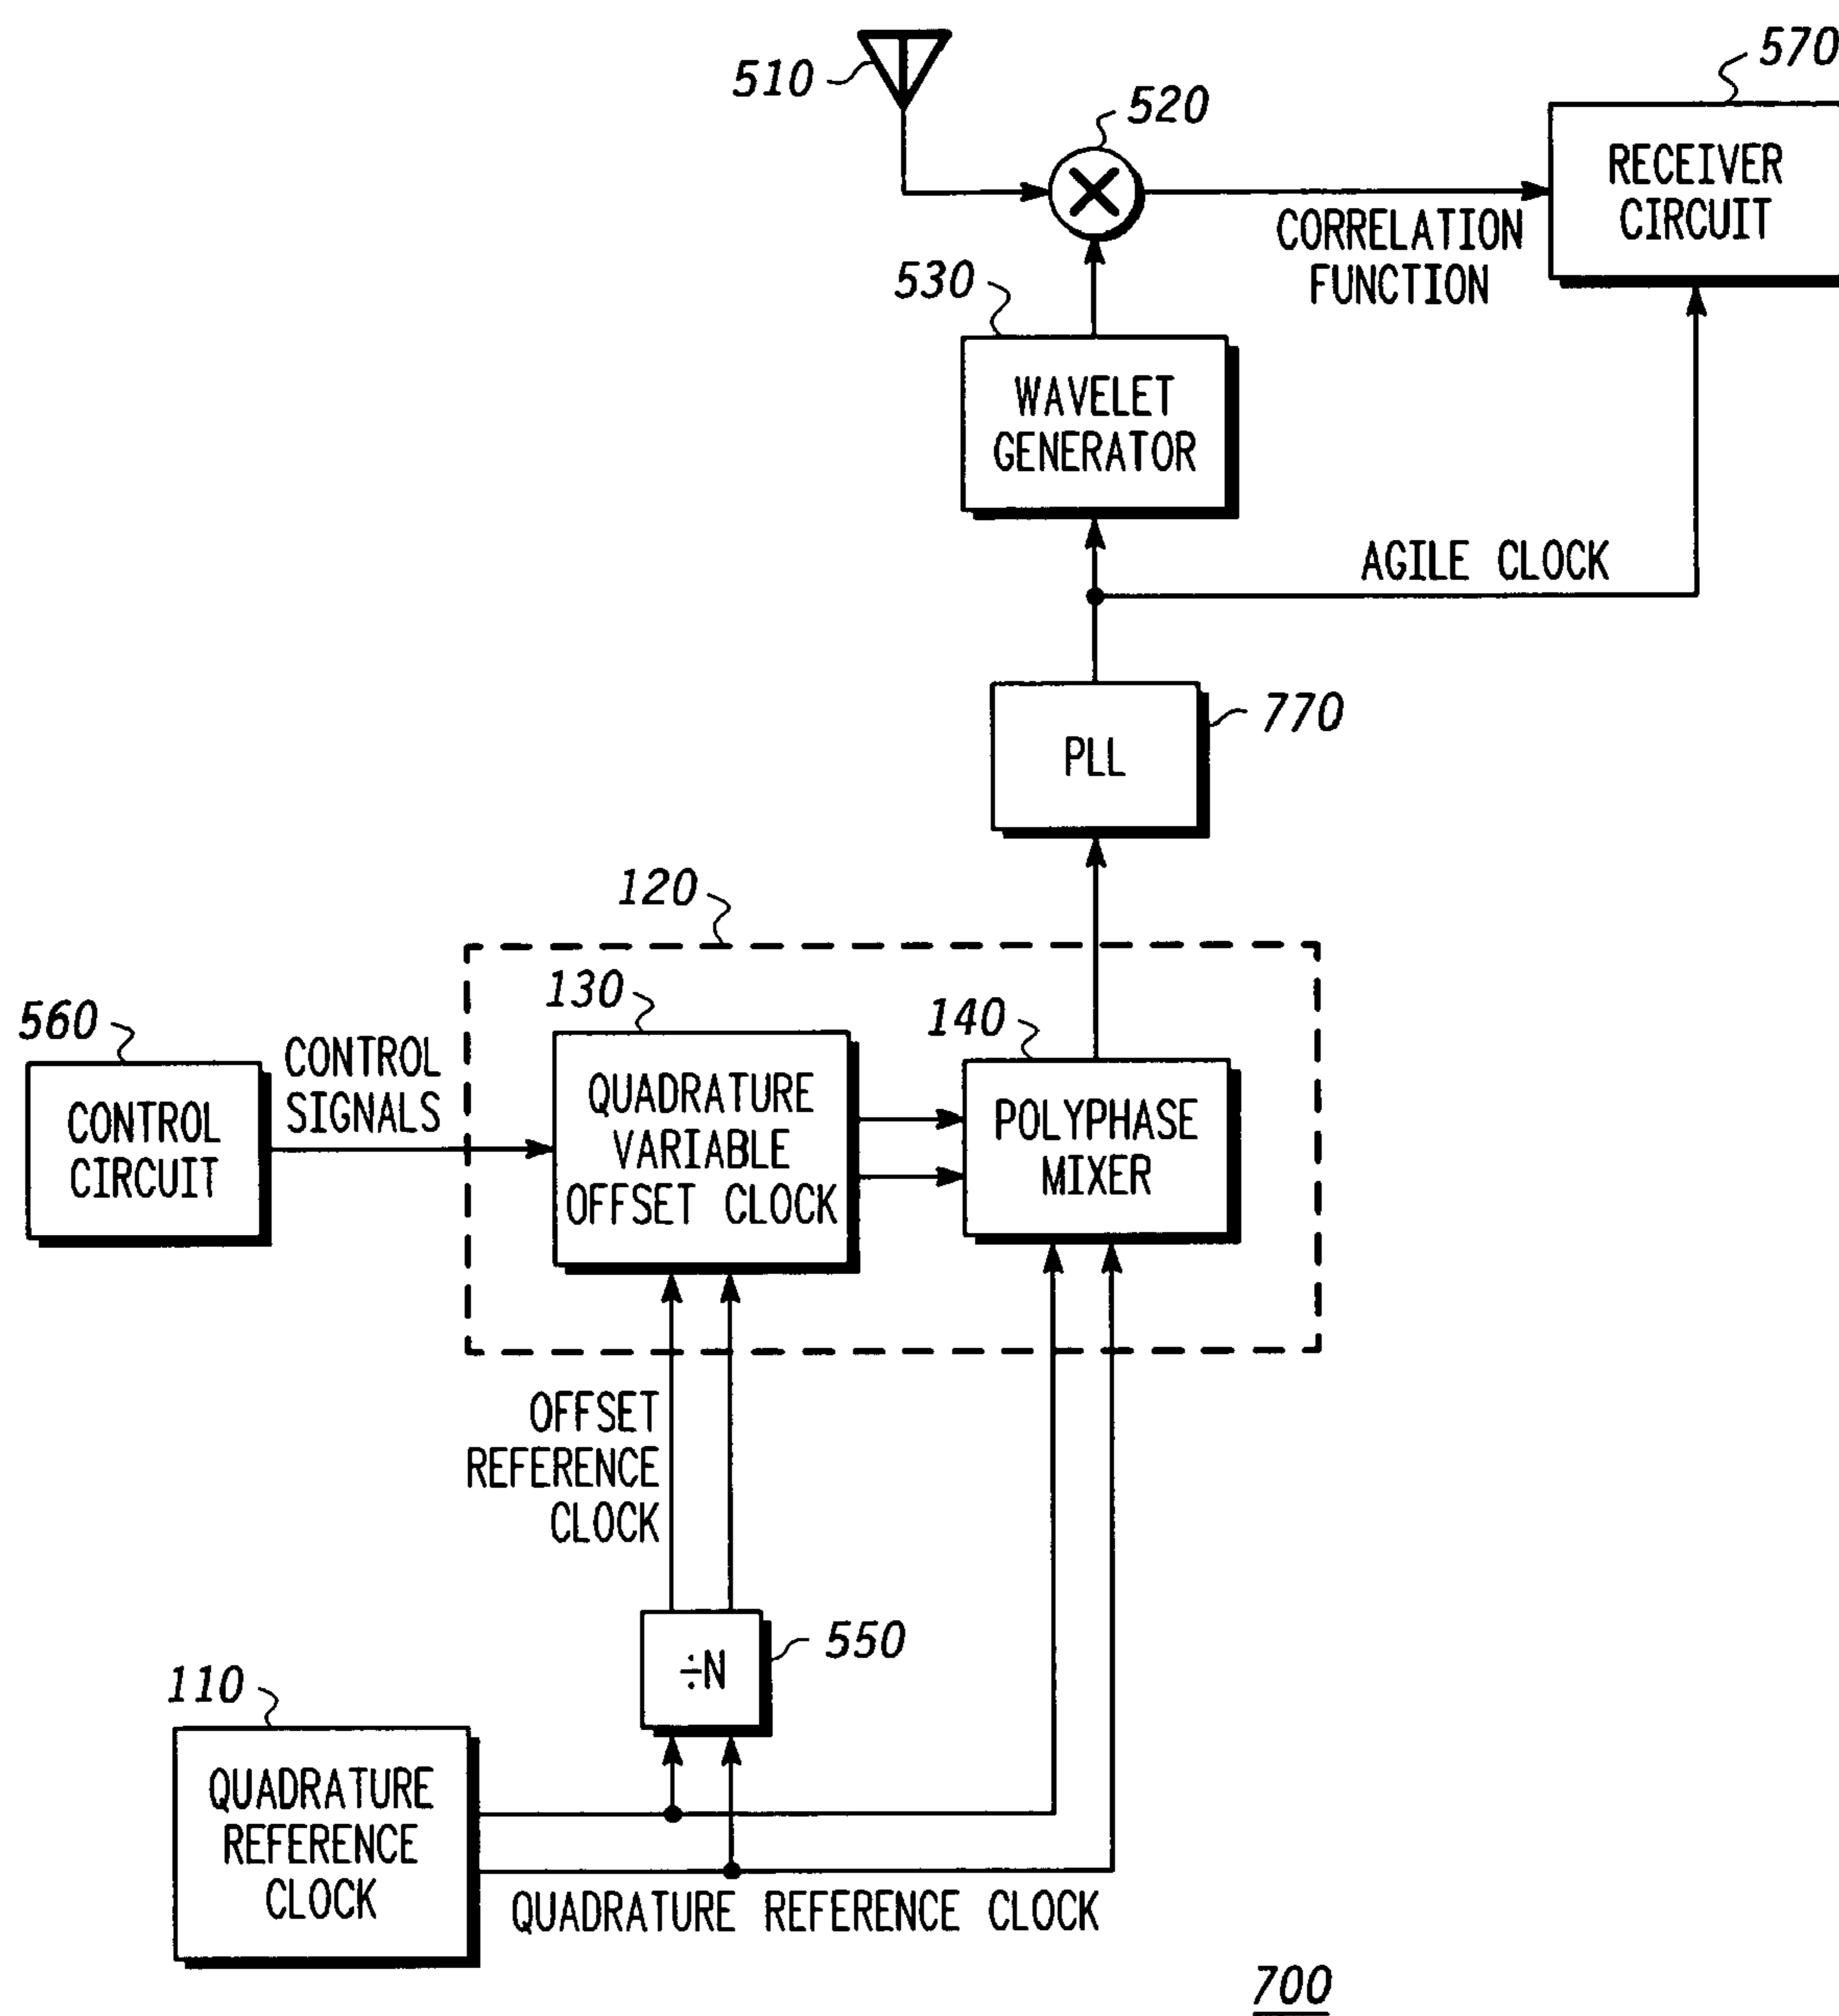 510
520
570
RECEIVER
CIRCUIT
CORRELATION
FUNCTION
530
WAVELET
GENERATOR
AGILE CLOCK
PLL
770
120
130
140
560
CONTROL
SIGNALS
CONTROL
CIRCUIT
QUADRATURE
VARIABLE
OFFSET CLOCK
POLYPHASE
MIXER
OFFSET
REFERENCE
CLOCK
÷N
550
110
QUADRATURE
REFERENCE
CLOCK
QUADRATURE REFERENCE CLOCK
700